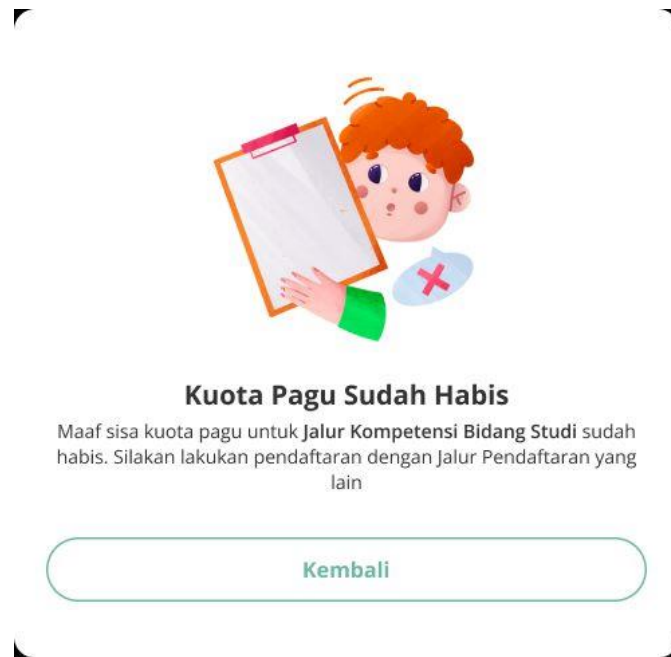 Kuota Pagu Sudah Habis
Maaf sisa kuota pagu untuk Jalur Kompetensi Bidang Studi sudah
habis. Silakan lakukan pendaftaran dengan Jalur Pendaftaran yang
lain
Kembali